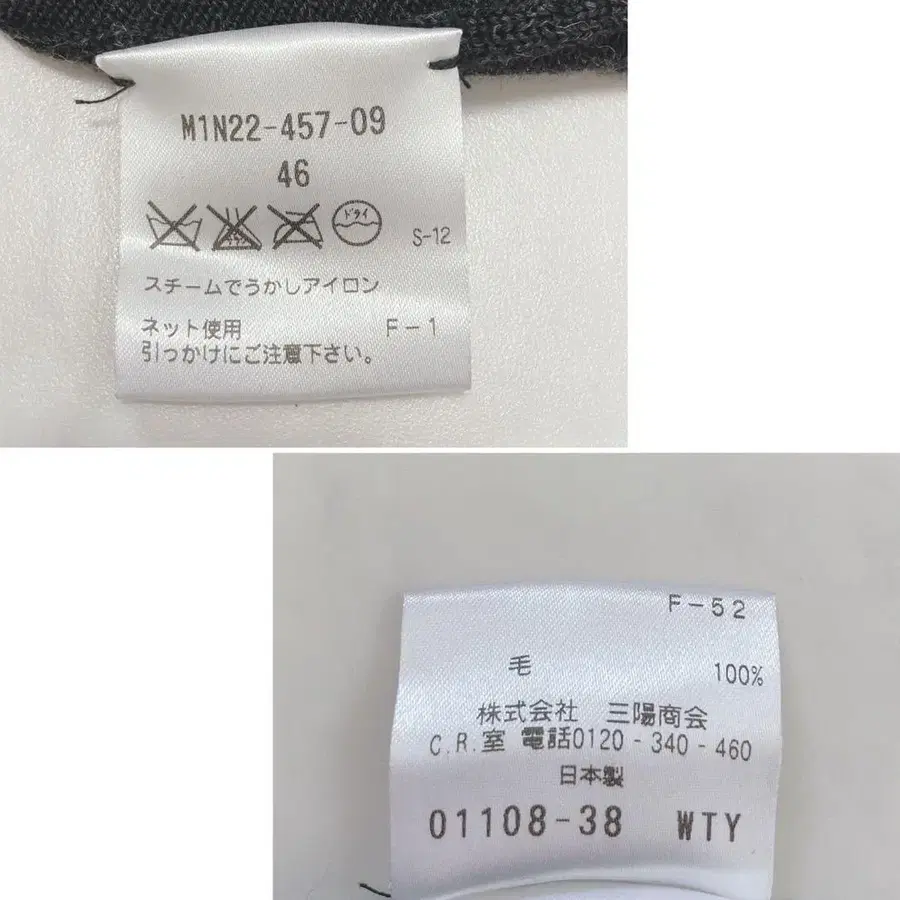 M1N22-457-09
46
ドライ
S-12
スチームでうかしアイロン
ネット使用 F-1
引っかけにご注意下さい。
F-52
毛 100%
株式会社 三陽商会
C.R.室 電話0120-340-460
日本製
01108-38 WTY